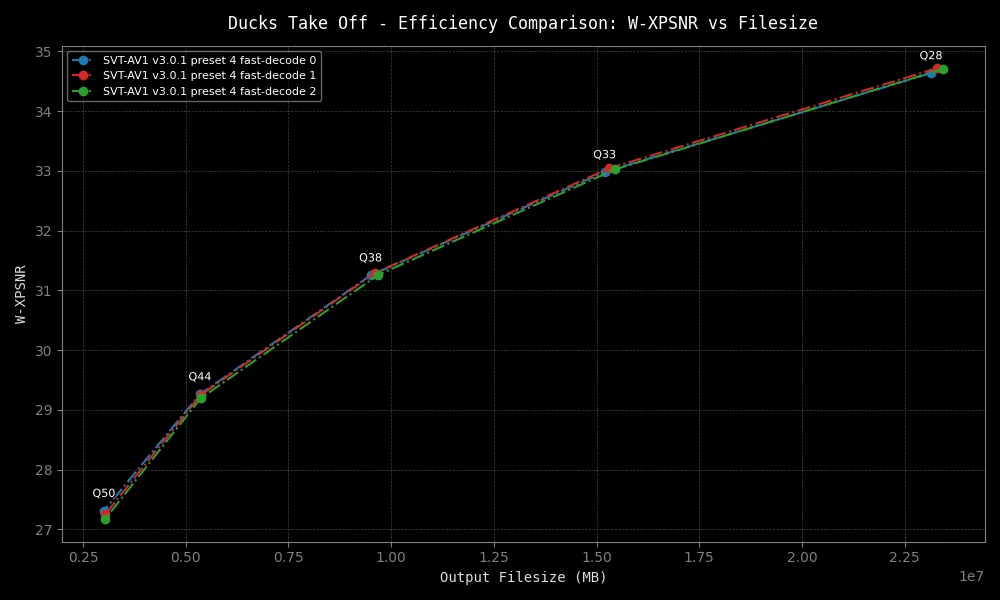 Ducks Take Off - Efficiency Comparison: W-XPSNR vs Filesize
SVT-AV1 v3.0.1 preset 4 fast-decode 0
SVT-AV1 v3.0.1 preset 4 fast-decode 1
SVT-AV1 v3.0.1 preset 4 fast-decode 2
Q28
Q33
Q38
Q44
Q50
35
34
33
32
31
30
29
28
27
W-XPSNR
0.25 0.50 0.75 1.00 1.25 1.50 1.75 2.00 2.25
1e7
Output Filesize (MB)